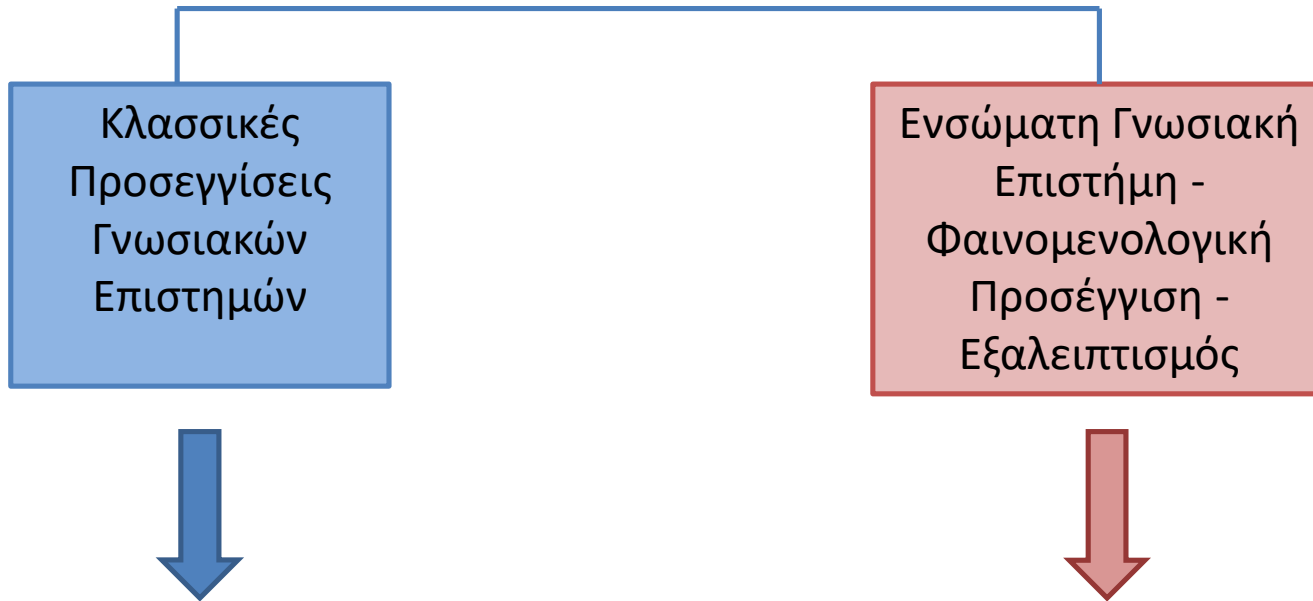 Κλασσικές
Προσεγγίσεις
Γνωσιακών
Επιστημών
Ενσώματη Γνωσιακή
Επιστήμη -
Φαινομενολογική
Προσέγγιση -
Εξαλειπτισμός